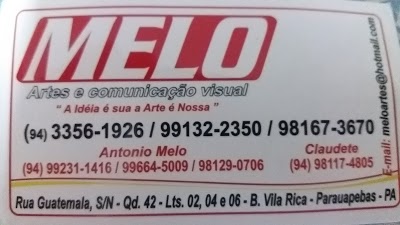 MELO
Artes e comunicação visual
" A Idéia é sua a Arte é Nossa "
(94) 3356-1926 / 99132-2350 / 98167-3670
Antonio Melo
(94) 99231-1416 / 99664-5009 / 98129-0706
Claudete
(94) 98117-4805
E-mail: meloartes@hotmail.com
Rua Guatemala, S/N - Qd. 42 - Lts. 02, 04 e 06 - B. Vila Rica - Parauapebas - PA